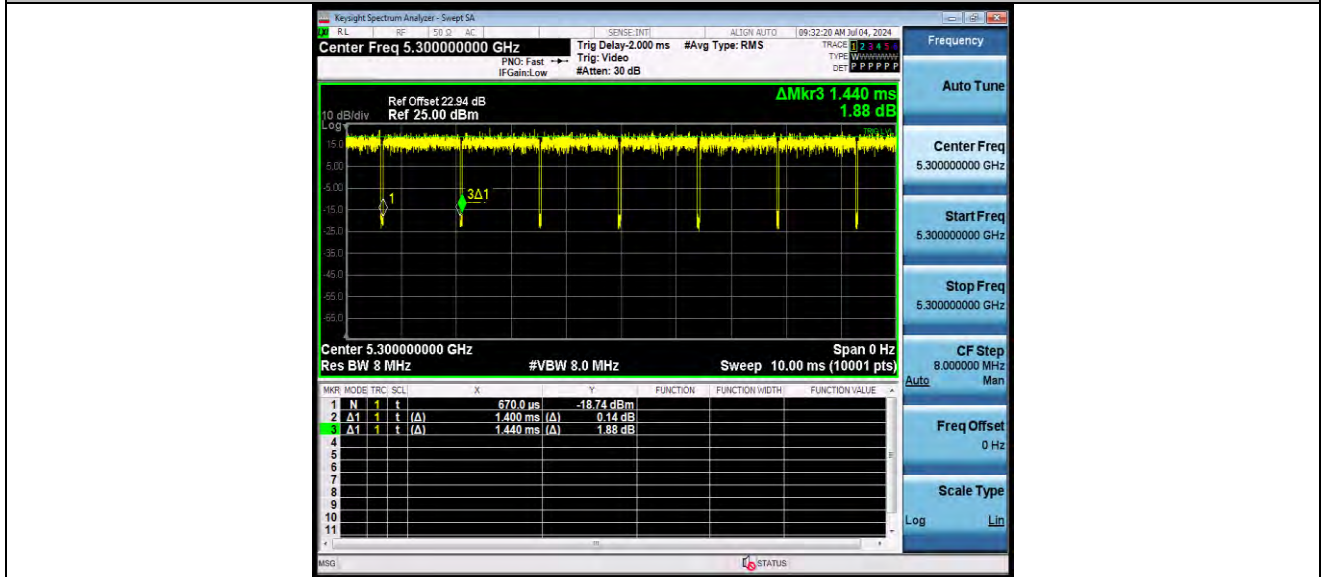 Keysight Spectrum Analyzer - Swept SA
RL RF 50 Ω AC SENSE:INT ALIGN AUTO 09:32:20 AM Jul 04, 2024
Center Freq 5.300000000 GHz
PNO: Fast
IFGain:Low
Trig Delay-2.000 ms
Trig: Video
#Atten: 30 dB
#Avg Type: RMS
TRACE 1 2 3 4 5 6
TYPE WWWWWW
DET P P P P P P
ΔMkr3 1.440 ms
1.88 dB
Ref Offset 22.94 dB
10 dB/div Ref 25.00 dBm
Log
TRIG LVL
15.0
5.00
-5.00
-15.0
-25.0
-35.0
-45.0
-55.0
-65.0
1
3Δ1
Center 5.300000000 GHz Span 0 Hz
Res BW 8 MHz #VBW 8.0 MHz Sweep 10.00 ms (10001 pts)
MKR MODE TRC SCL X Y FUNCTION FUNCTION WIDTH FUNCTION VALUE
1 N 1 t 670.0 µs -18.74 dBm
2 Δ1 1 t (Δ) 1.400 ms (Δ) 0.14 dB
3 Δ1 1 t (Δ) 1.440 ms (Δ) 1.88 dB
4
5
6
7
8
9
10
11
MSG STATUS
Frequency
Auto Tune
Center Freq
5.300000000 GHz
Start Freq
5.300000000 GHz
Stop Freq
5.300000000 GHz
CF Step
8.000000 MHz
Auto Man
Freq Offset
0 Hz
Scale Type
Log Lin